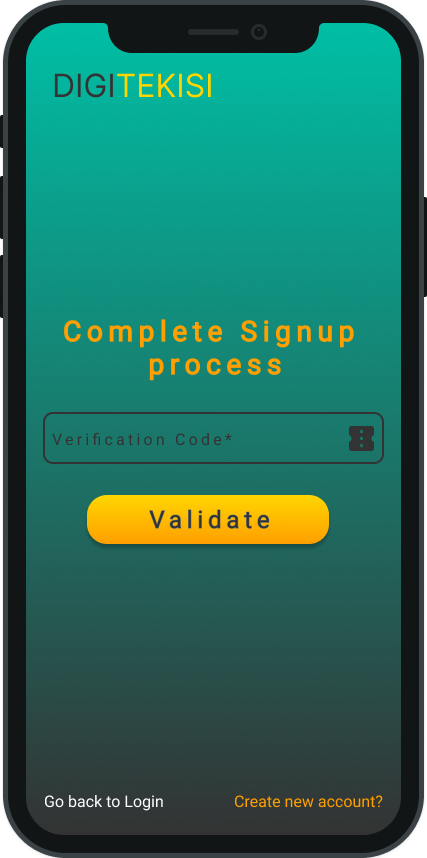 DIGITEKISI
Complete Signup
process
Verification Code*
Validate
Go back to Login
Create new account?